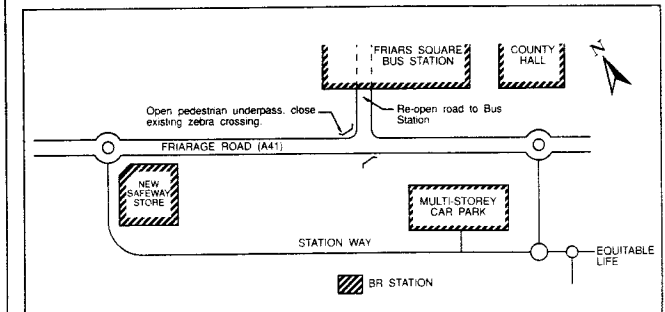 FRIARS SQUARE
BUS STATION
COUNTY
HALL
N
Open pedestrian underpass. close
existing zebra crossing.
Re-open road to Bus
Station
FRIARAGE ROAD (A41)
NEW
SAFEWAY
STORE
MULTI-STOREY
CAR PARK
STATION WAY
EQUITABLE
LIFE
BR STATION